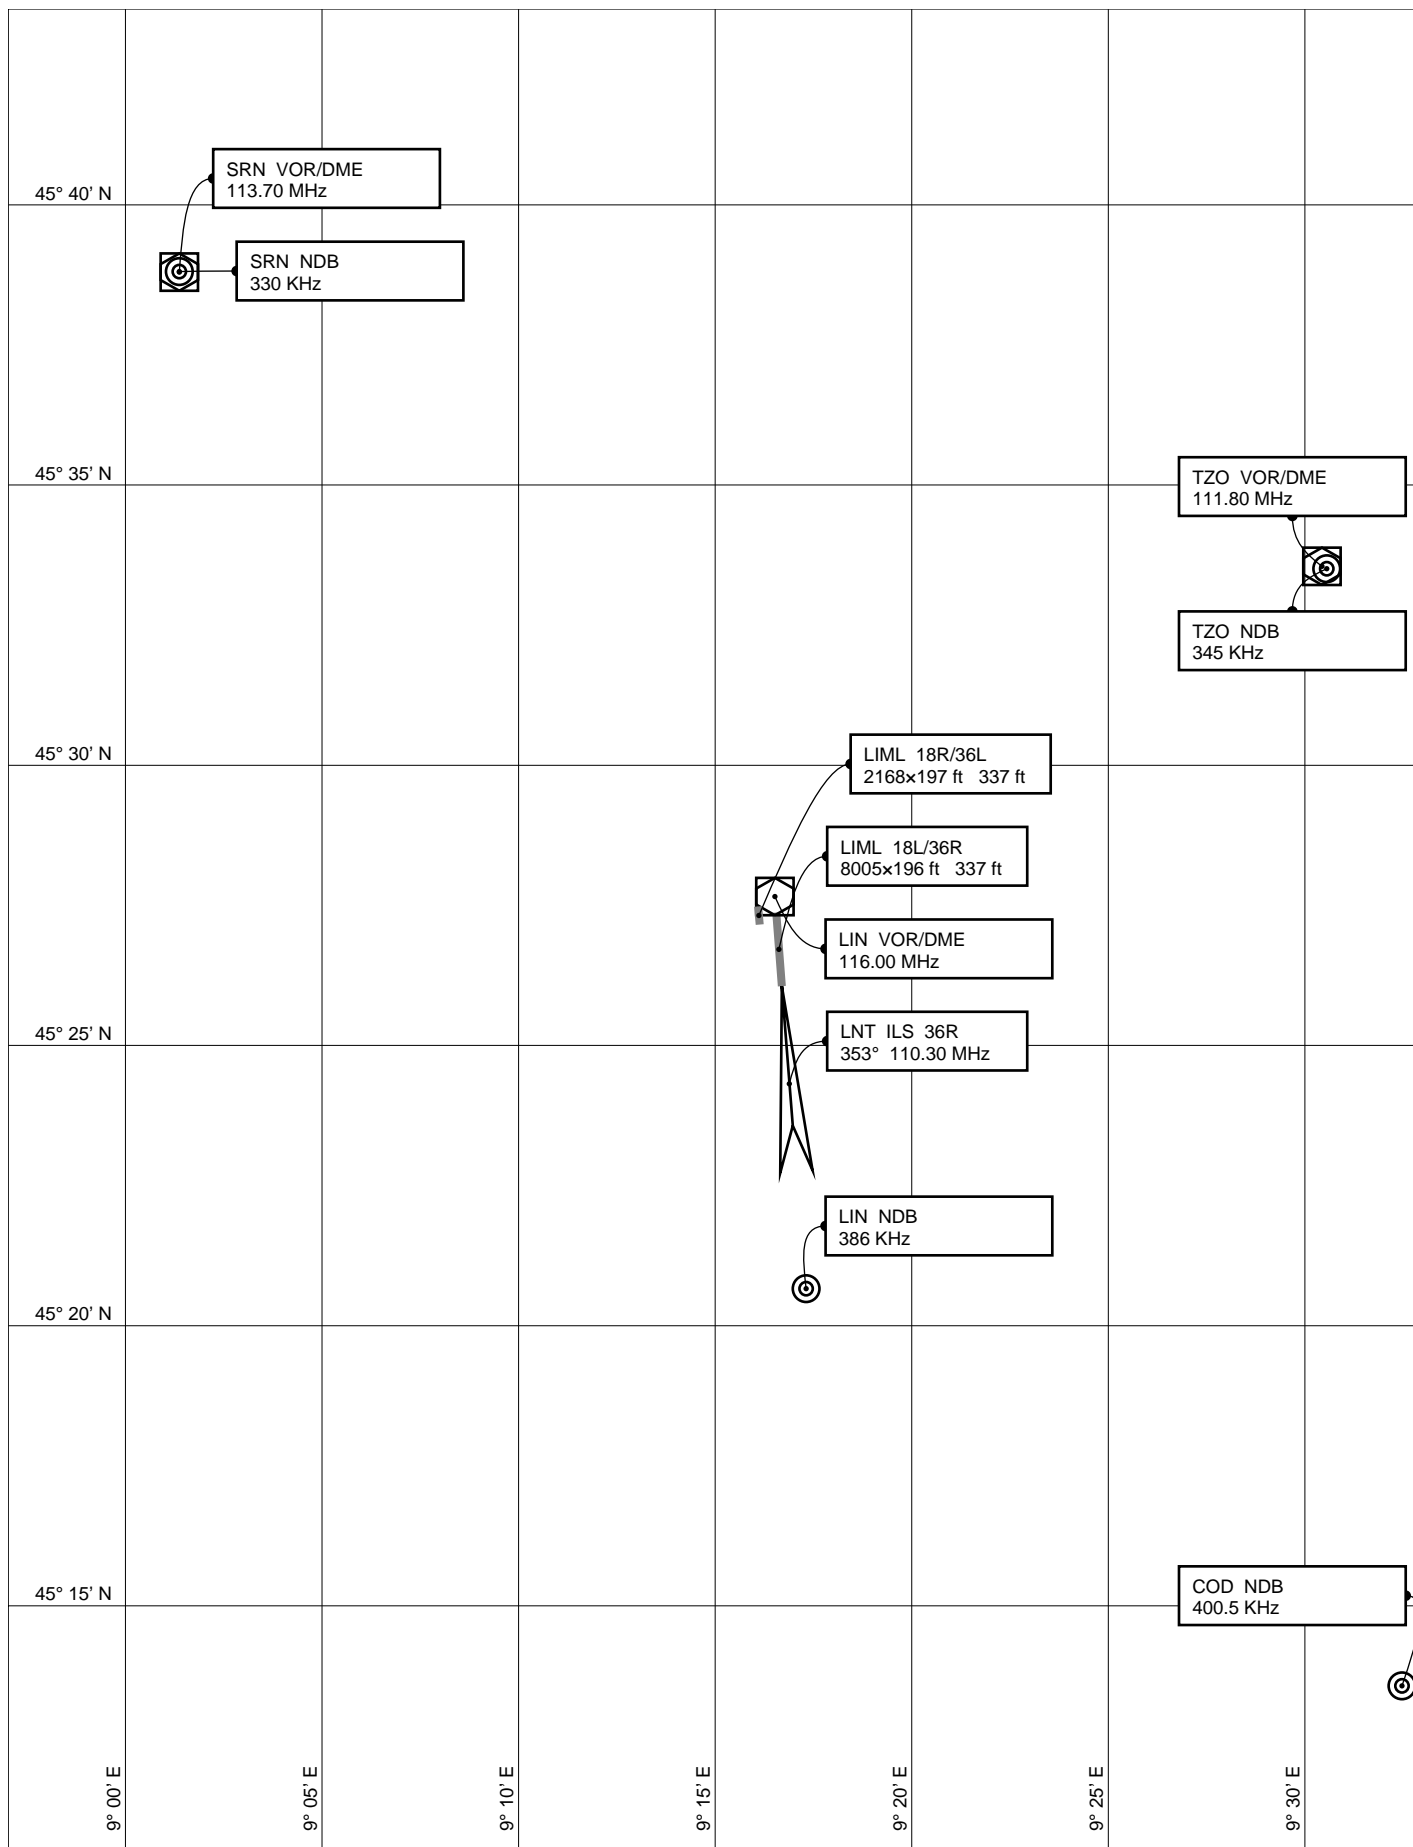 SRN VOR/DME
113.70 MHz
45° 40’ N
SRN NDB
330 KHz
45° 35’ N
TZO VOR/DME
111.80 MHz
TZO NDB
345 KHz
45° 30’ N
LIML 18R/36L
2168×197 ft 337 ft
LIML 18L/36R
8005×196 ft 337 ft
LIN VOR/DME
116.00 MHz
45° 25’ N
LNT ILS 36R
353° 110.30 MHz
LIN NDB
386 KHz
45° 20’ N
45° 15’ N
COD NDB
400.5 KHz
9° 00’ E
9° 05’ E
9° 10’ E
9° 15’ E
9° 20’ E
9° 25’ E
9° 30’ E